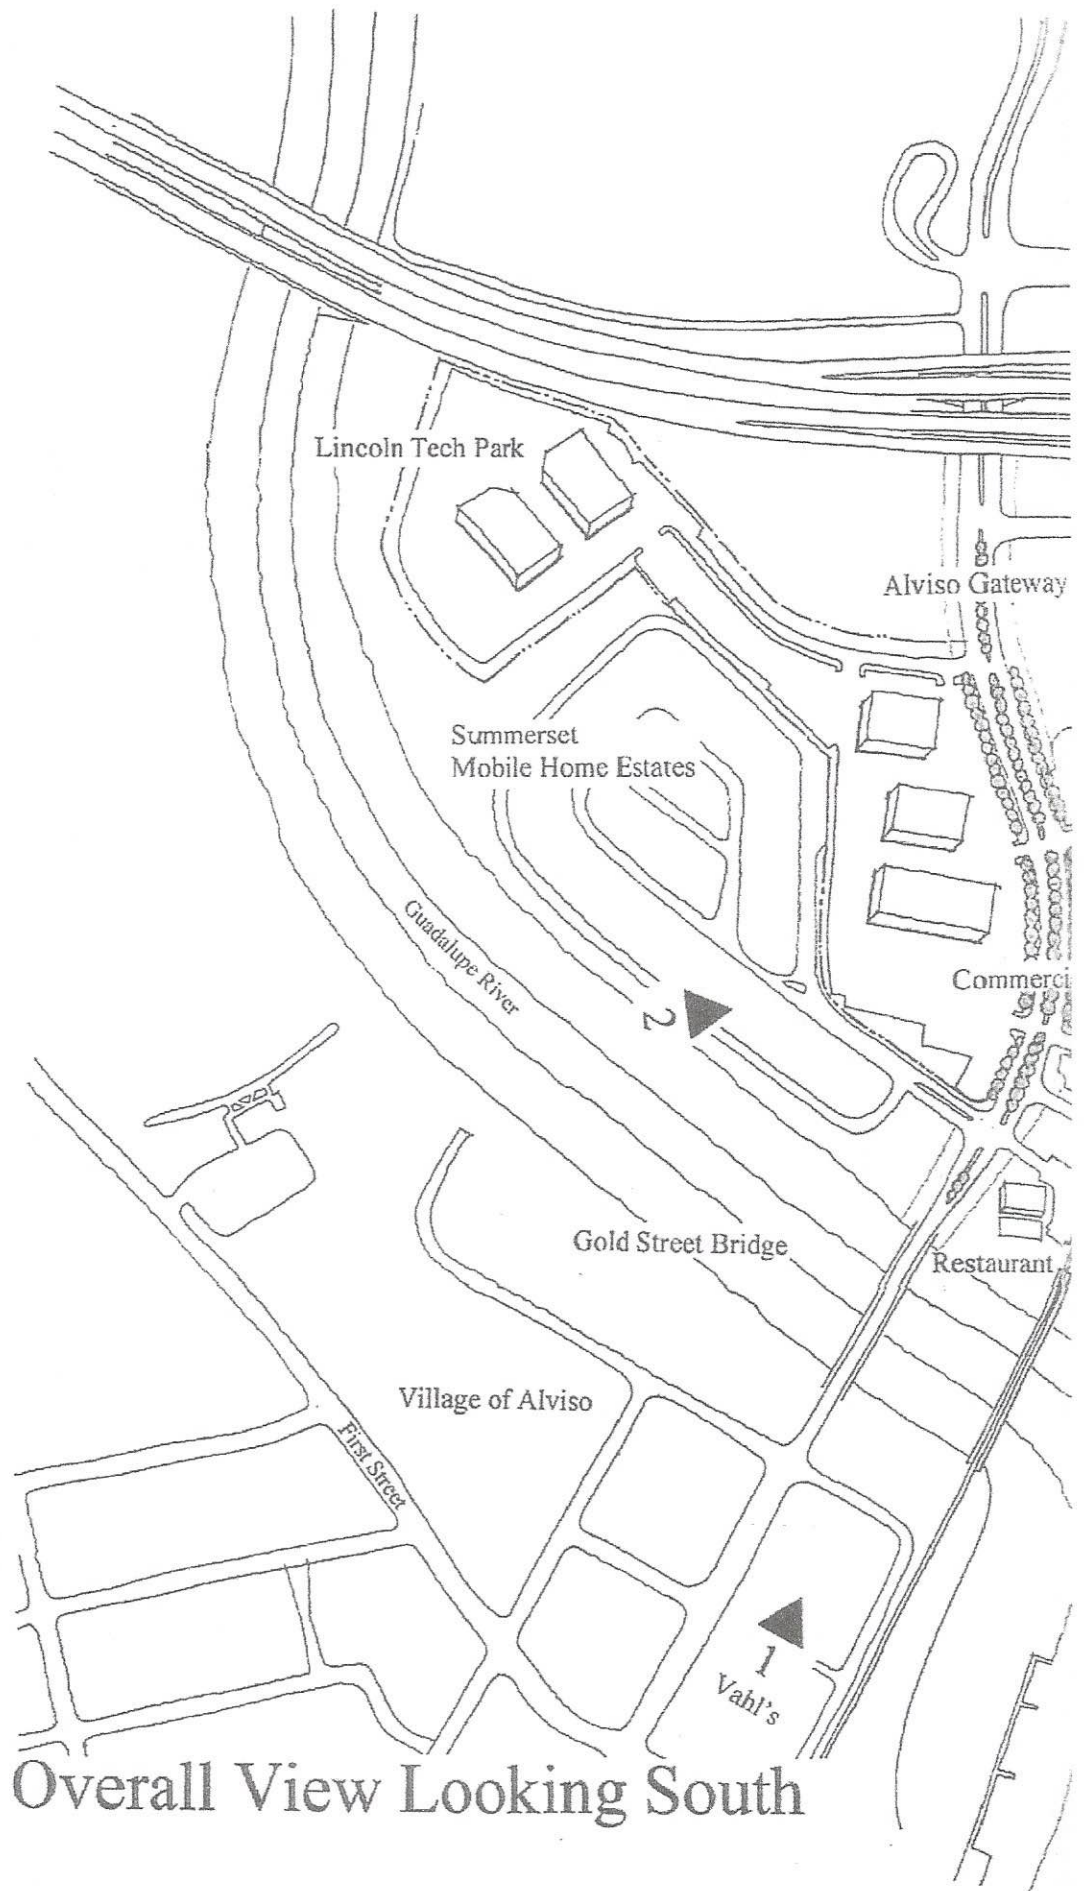 Lincoln Tech Park
Alviso Gateway
Summerset
Mobile Home Estates
Guadalupe River
Commerci
2
Gold Street Bridge
Restaurant
Village of Alviso
First Street
1
Vahl's
Overall View Looking South